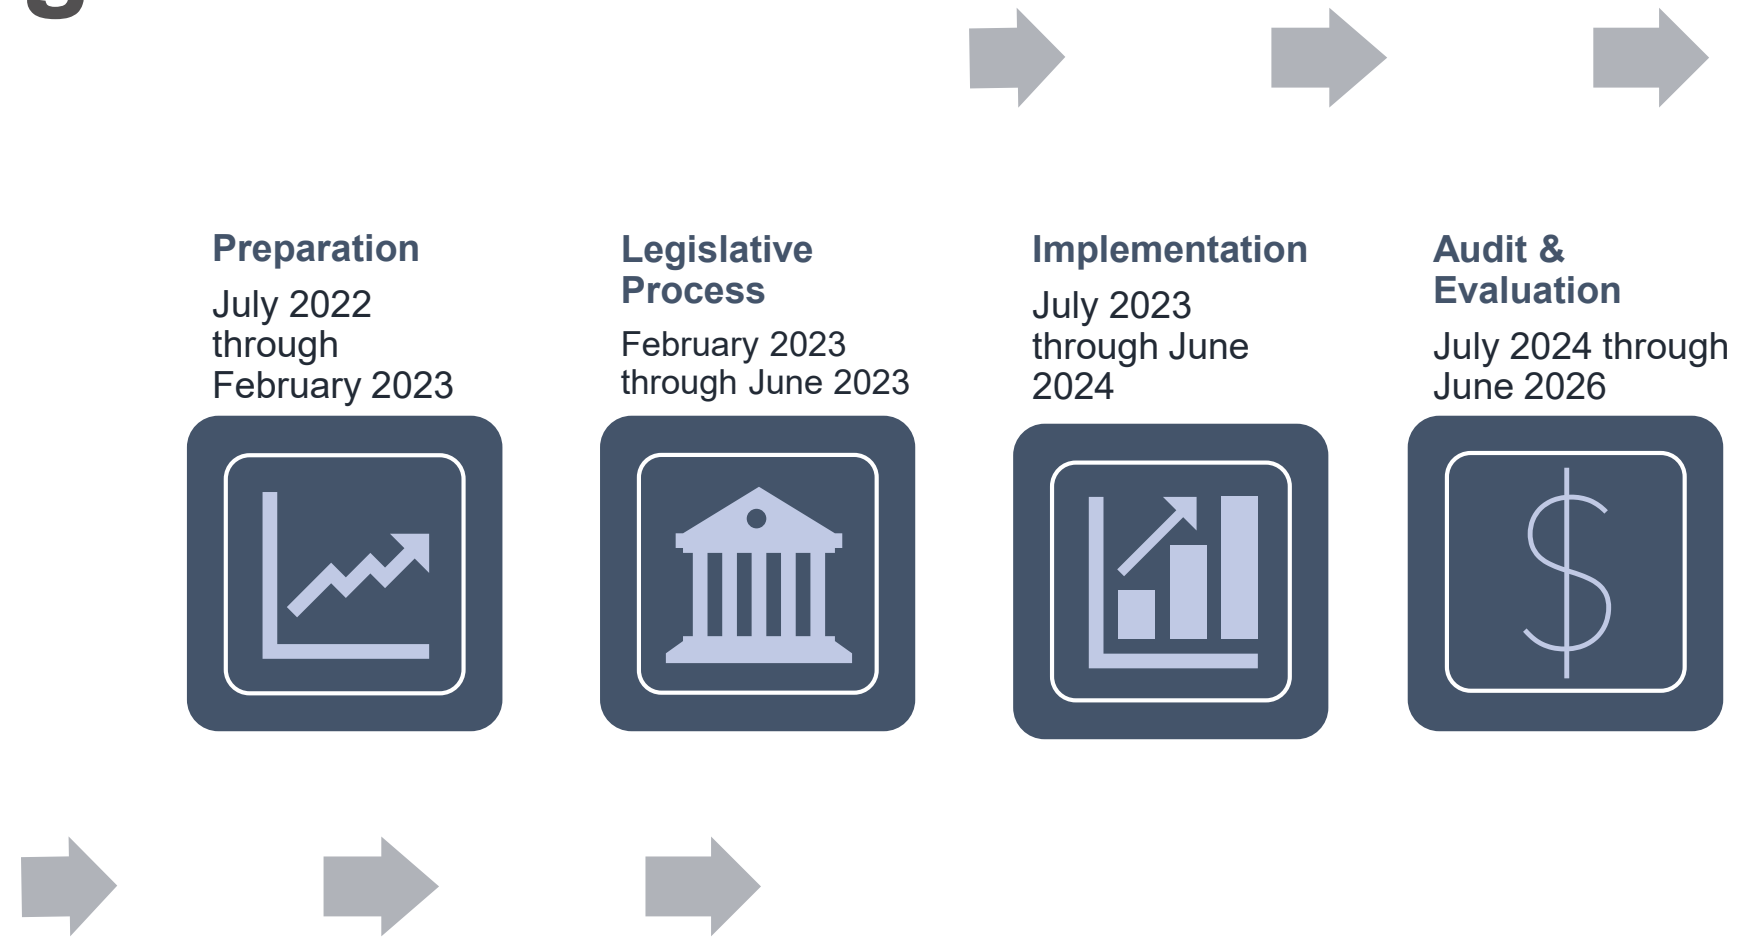 Preparation
July 2022
through
February 2023
Legislative
Process
February 2023
through June 2023
Implementation
July 2023
through June
2024
Audit &
Evaluation
July 2024 through
June 2026